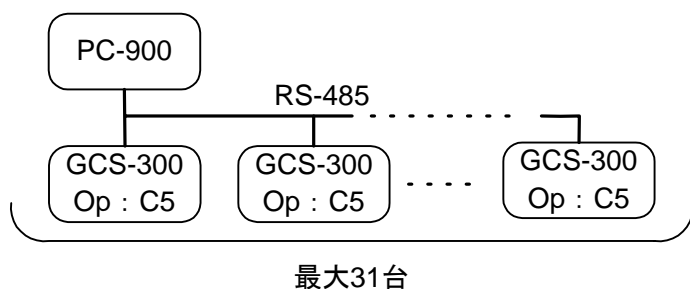 PC-900
RS-485
GCS-300
Op : C5
GCS-300
Op : C5
GCS-300
Op : C5
最大31台